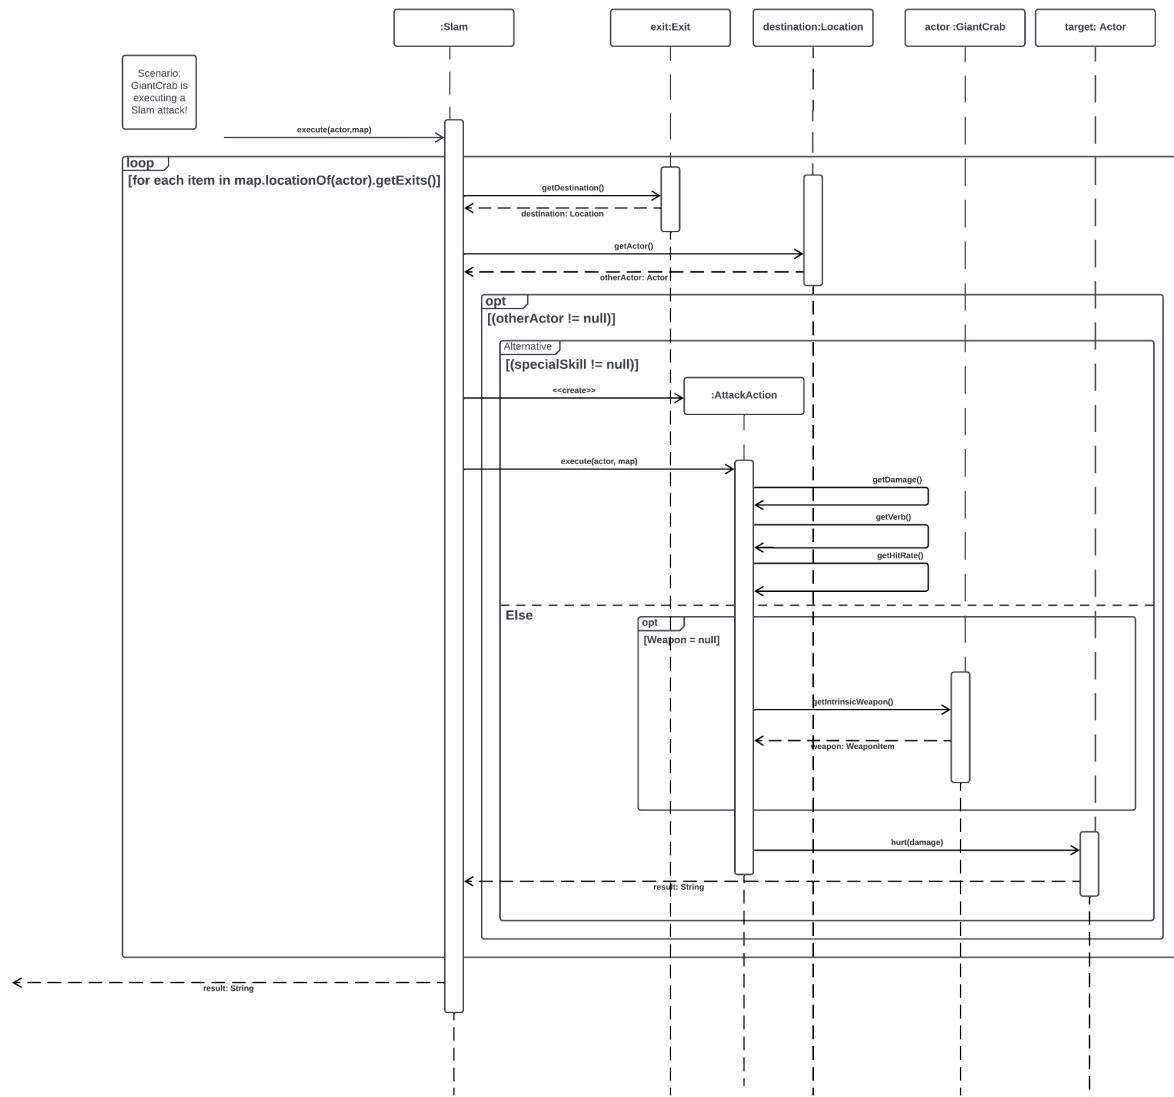 :Slam
exit:Exit
destination:Location
actor :GiantCrab
target: Actor
Scenario:
GiantCrab is
executing a
Slam attack!
execute(actor,map)
loop
[for each item in map.locationOf(actor).getExits()]
getDestination()
destination: Location
getActor()
otherActor: Actor
opt
[(otherActor != null)]
Alternative
[(specialSkill != null)]
<<create>>
:AttackAction
execute(actor, map)
getDamage()
getVerb()
getHitRate()
Else
opt
[Weapon = null]
getIntrinsicWeapon()
weapon: WeaponItem
hurt(damage)
result: String
result: String